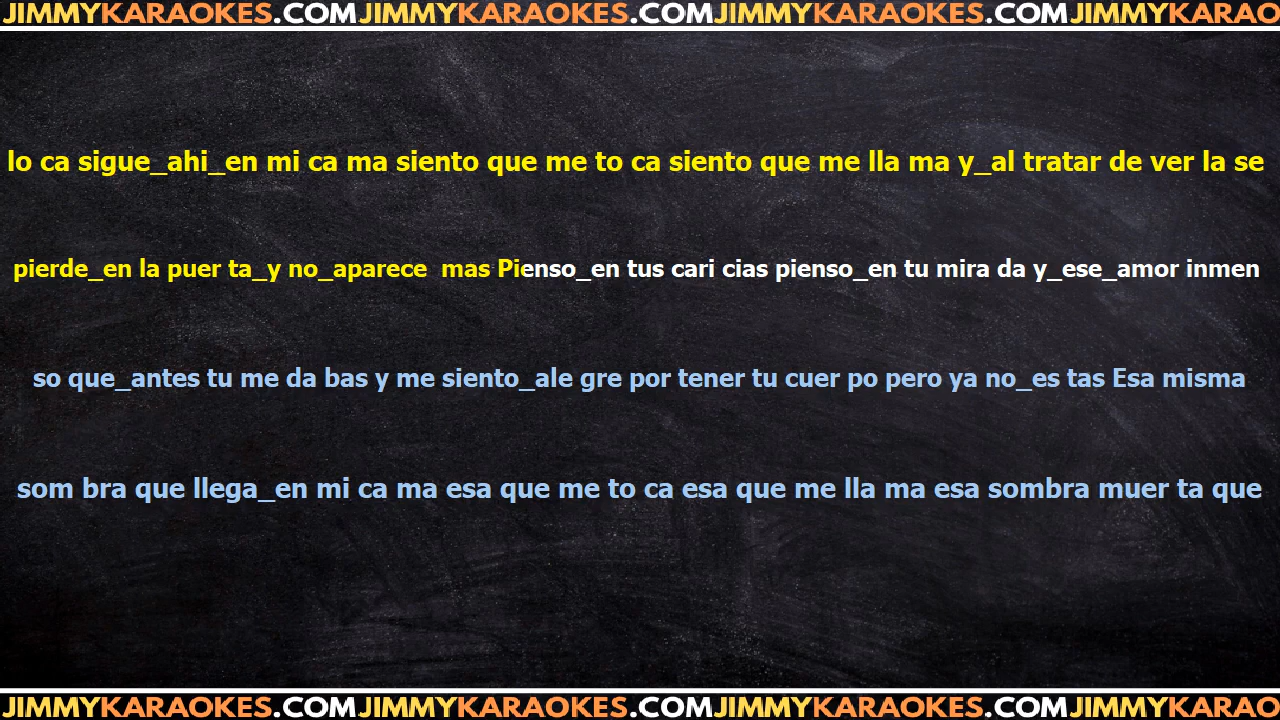 JIMMYKARAOKES.COMJIMMYKARAOKES.COMJIMMYKARAOKES.COMJIMMYKARAO
lo ca sigue_ahi_en mi ca ma siento que me to ca siento que me lla ma y_al tratar de ver la se
pierde_en la puer ta_y no_aparece  mas Pienso_en tus cari cias pienso_en tu mira da y_ese_amor inmen
so que_antes tu me da bas y me siento_ale gre por tener tu cuer po pero ya no_es tas Esa misma
som bra que llega_en mi ca ma esa que me to ca esa que me lla ma esa sombra muer ta que
JIMMYKARAOKES.COMJIMMYKARAOKES.COMJIMMYKARAOKES.COMJIMMYKARAO